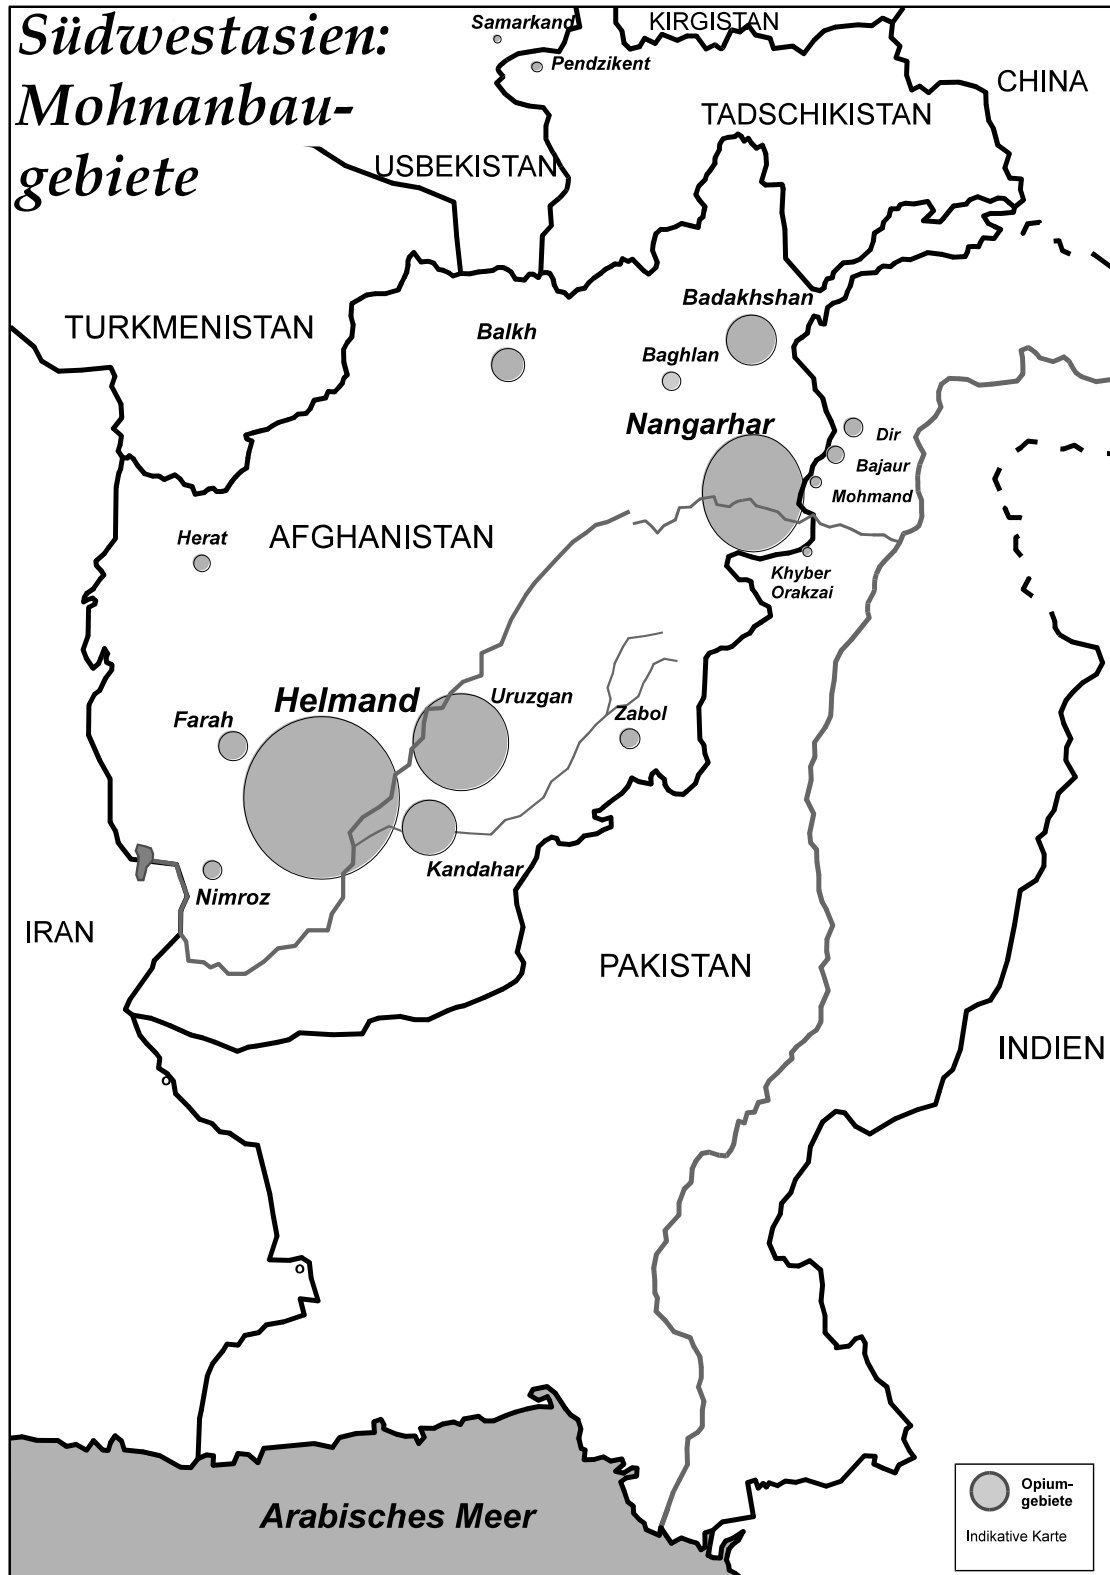 Südwestasien:
Mohnanbau-
gebiete
Samarkand
KIRGISTAN
Pendzikent
CHINA
TADSCHIKISTAN
USBEKISTAN
Badakhshan
TURKMENISTAN
Balkh
Baghlan
Nangarhar
Dir
Bajaur
Mohmand
Herat
AFGHANISTAN
Khyber
Orakzai
Helmand
Uruzgan
Farah
Zabol
Kandahar
Nimroz
IRAN
PAKISTAN
INDIEN
Arabisches Meer
Opium-
gebiete
Indikative Karte